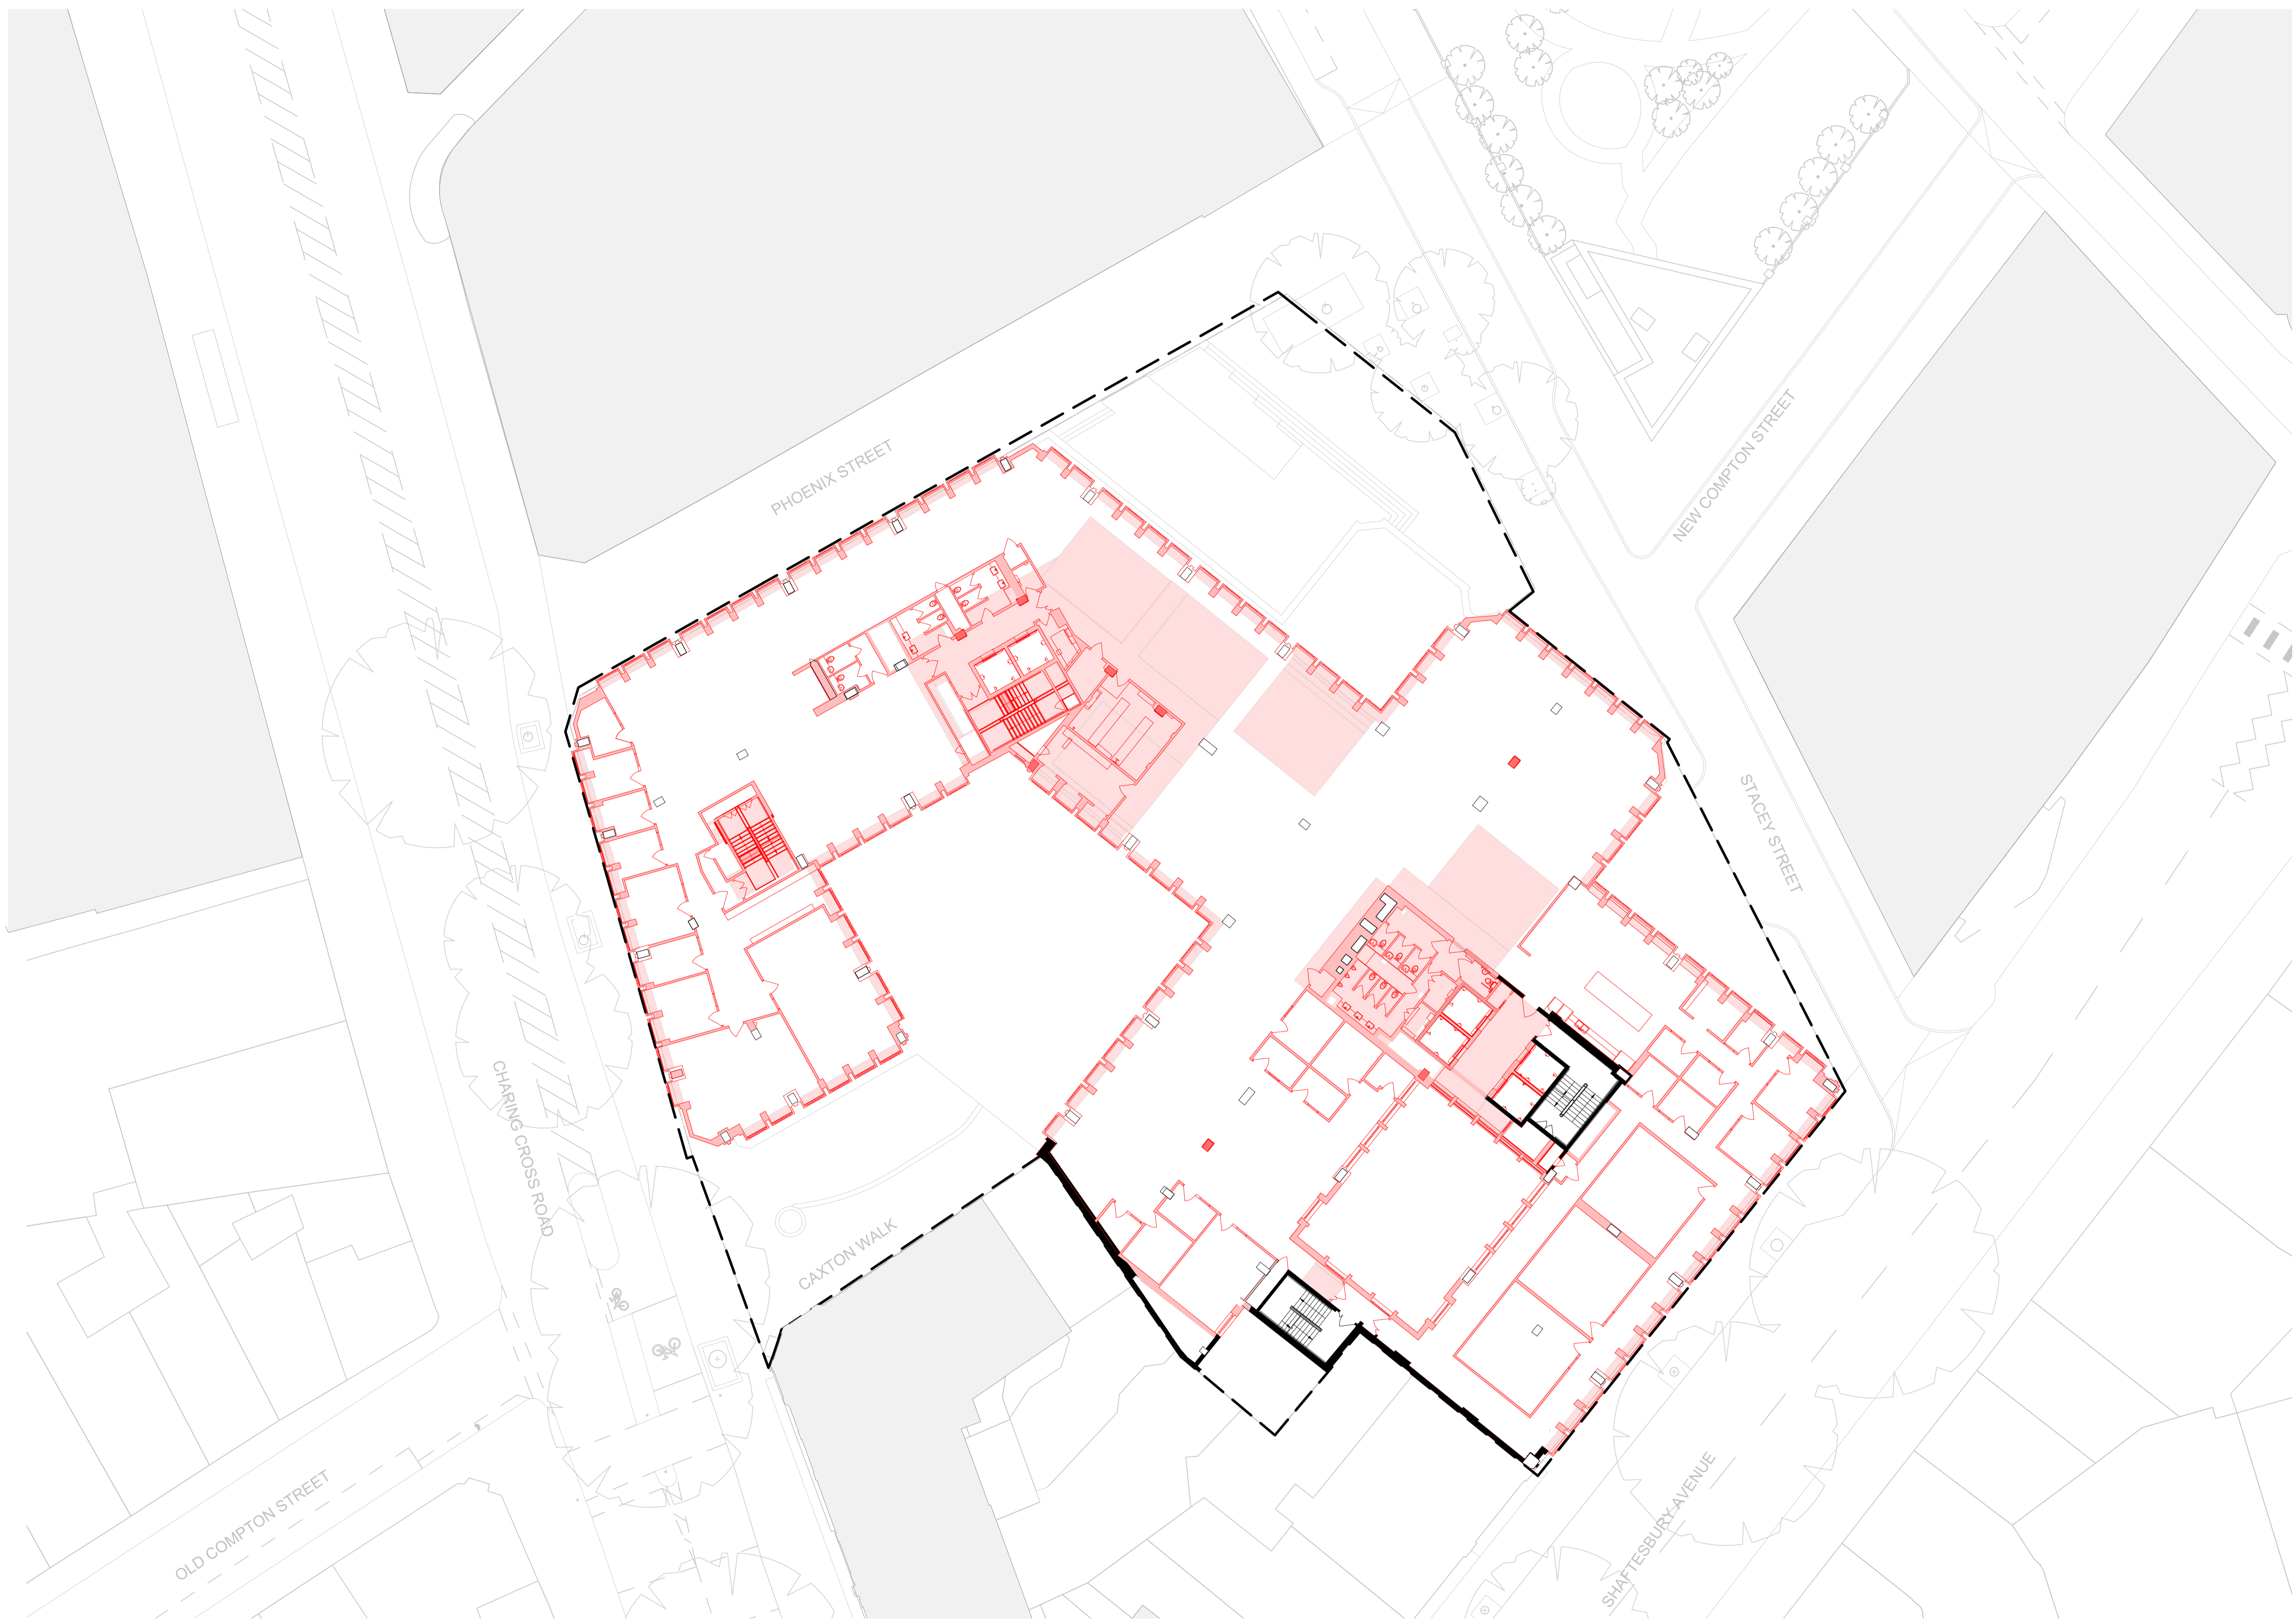 PHOENIX STREET
NEW COMPTON STREET
STACEY STREET
CHARING CROSS ROAD
CAXTON WALK
OLD COMPTON STREET
SHAFTESBURY AVENUE